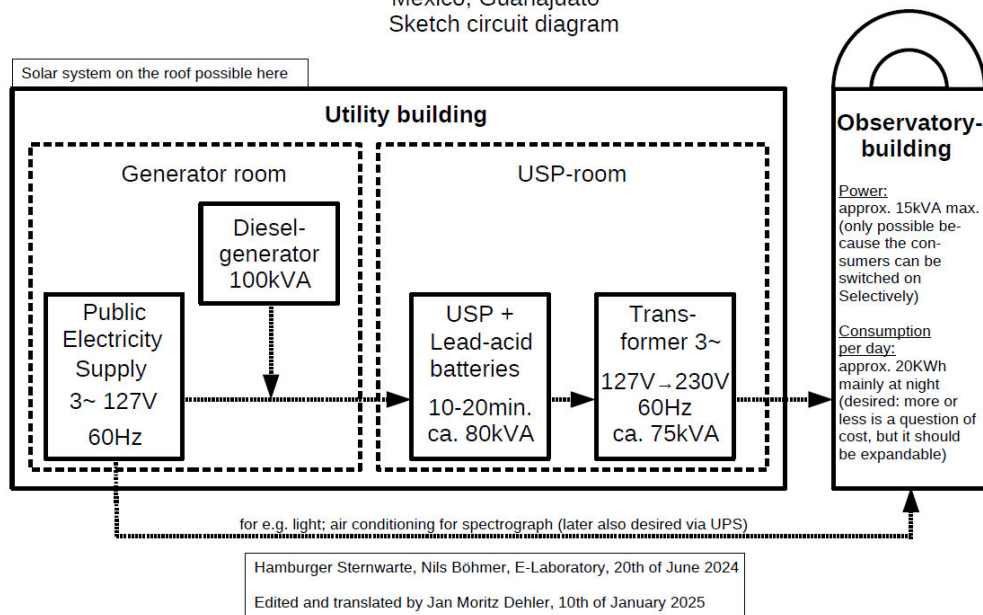 Mexico, Guanajuato
Sketch circuit diagram
Solar system on the roof possible here
Utility building
Generator room
USP-room
Diesel-
generator
100kVA
Public
Electricity
Supply
3~ 127V
60Hz
USP +
Lead-acid
batteries
10-20min.
ca. 80kVA
Trans-
former 3~
127V→230V
60Hz
ca. 75kVA
Observatory-
building
Power:
approx. 15kVA max.
(only possible be-
cause the con-
sumers can be
switched on
Selectively)
Consumption
per day:
approx. 20KWh
mainly at night
(desired: more or
less is a question of
cost, but it should
be expandable)
for e.g. light; air conditioning for spectrograph (later also desired via UPS)
Hamburger Sternwarte, Nils Böhmer, E-Laboratory, 20th of June 2024
Edited and translated by Jan Moritz Dehler, 10th of January 2025